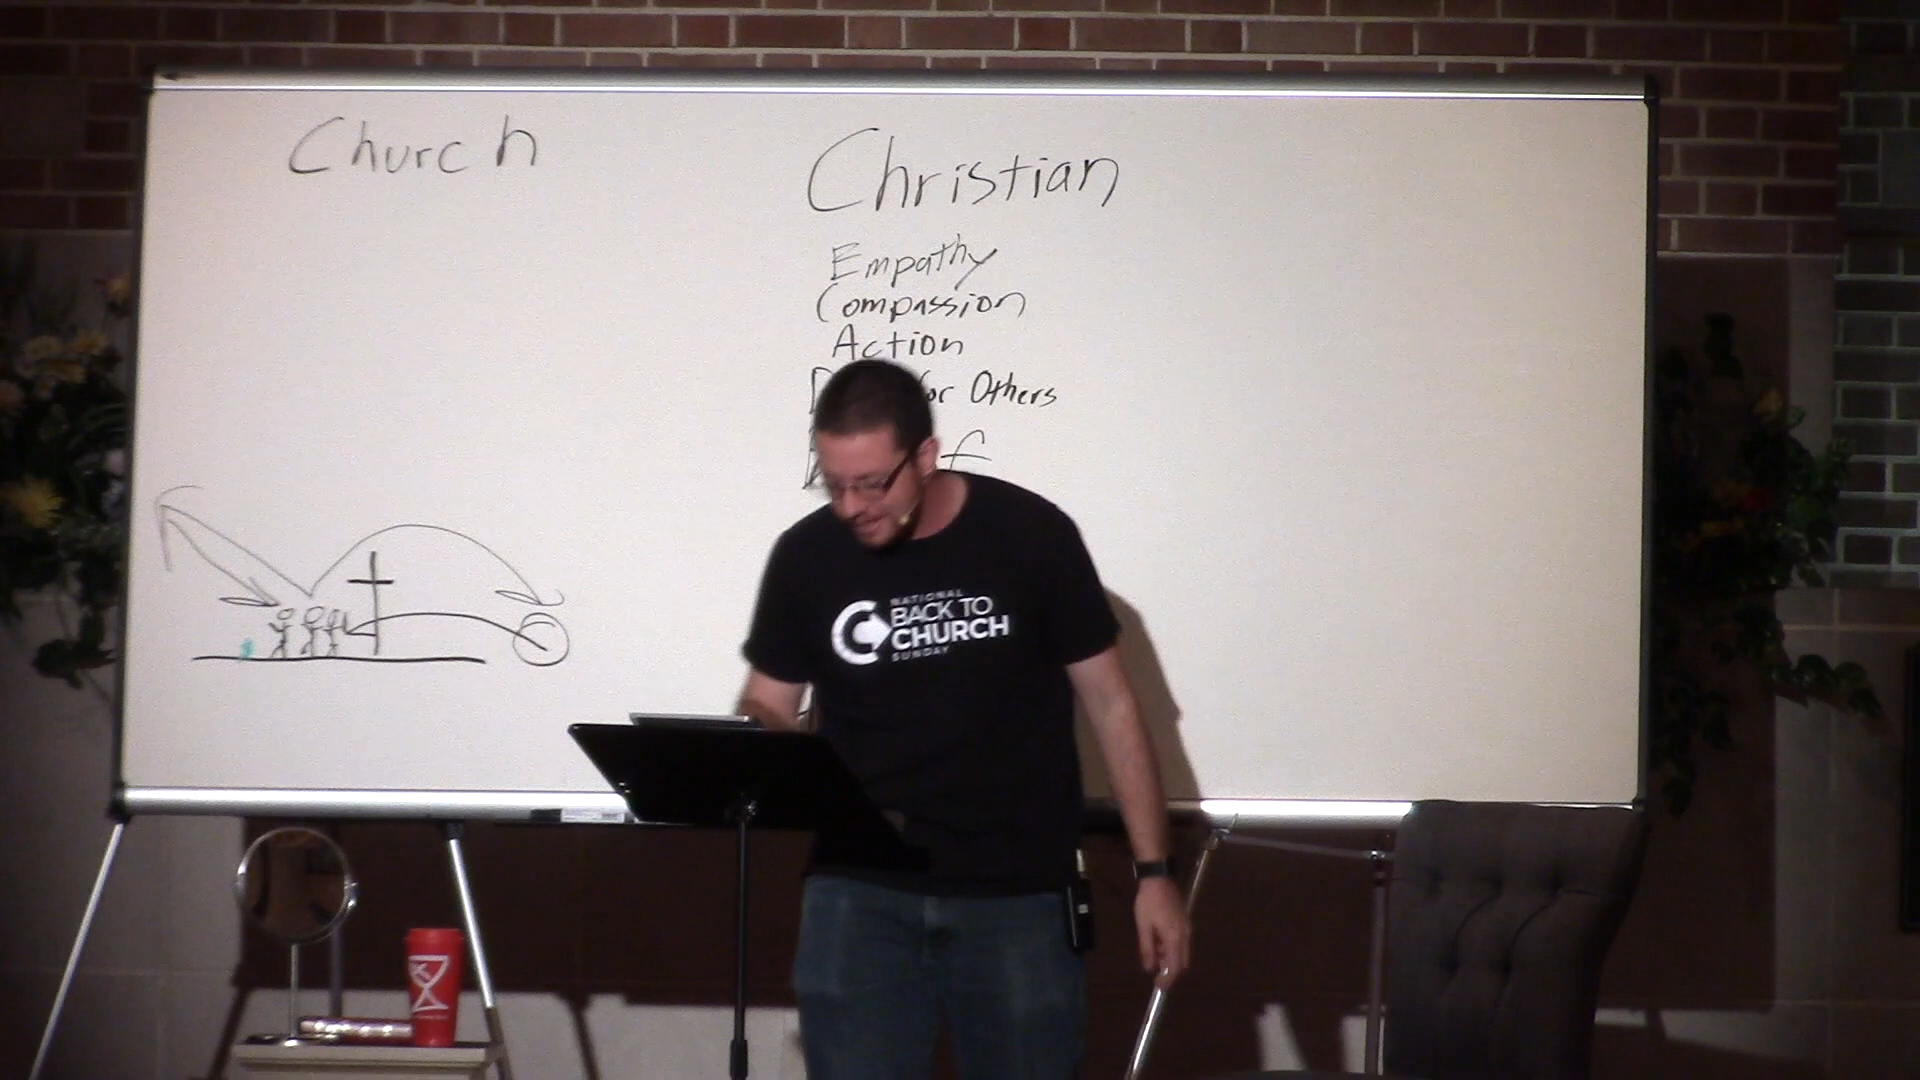 Church
Christian
Empathy
Compassion
Action
for Others
NATIONAL
BACK TO
CHURCH
SUNDAY